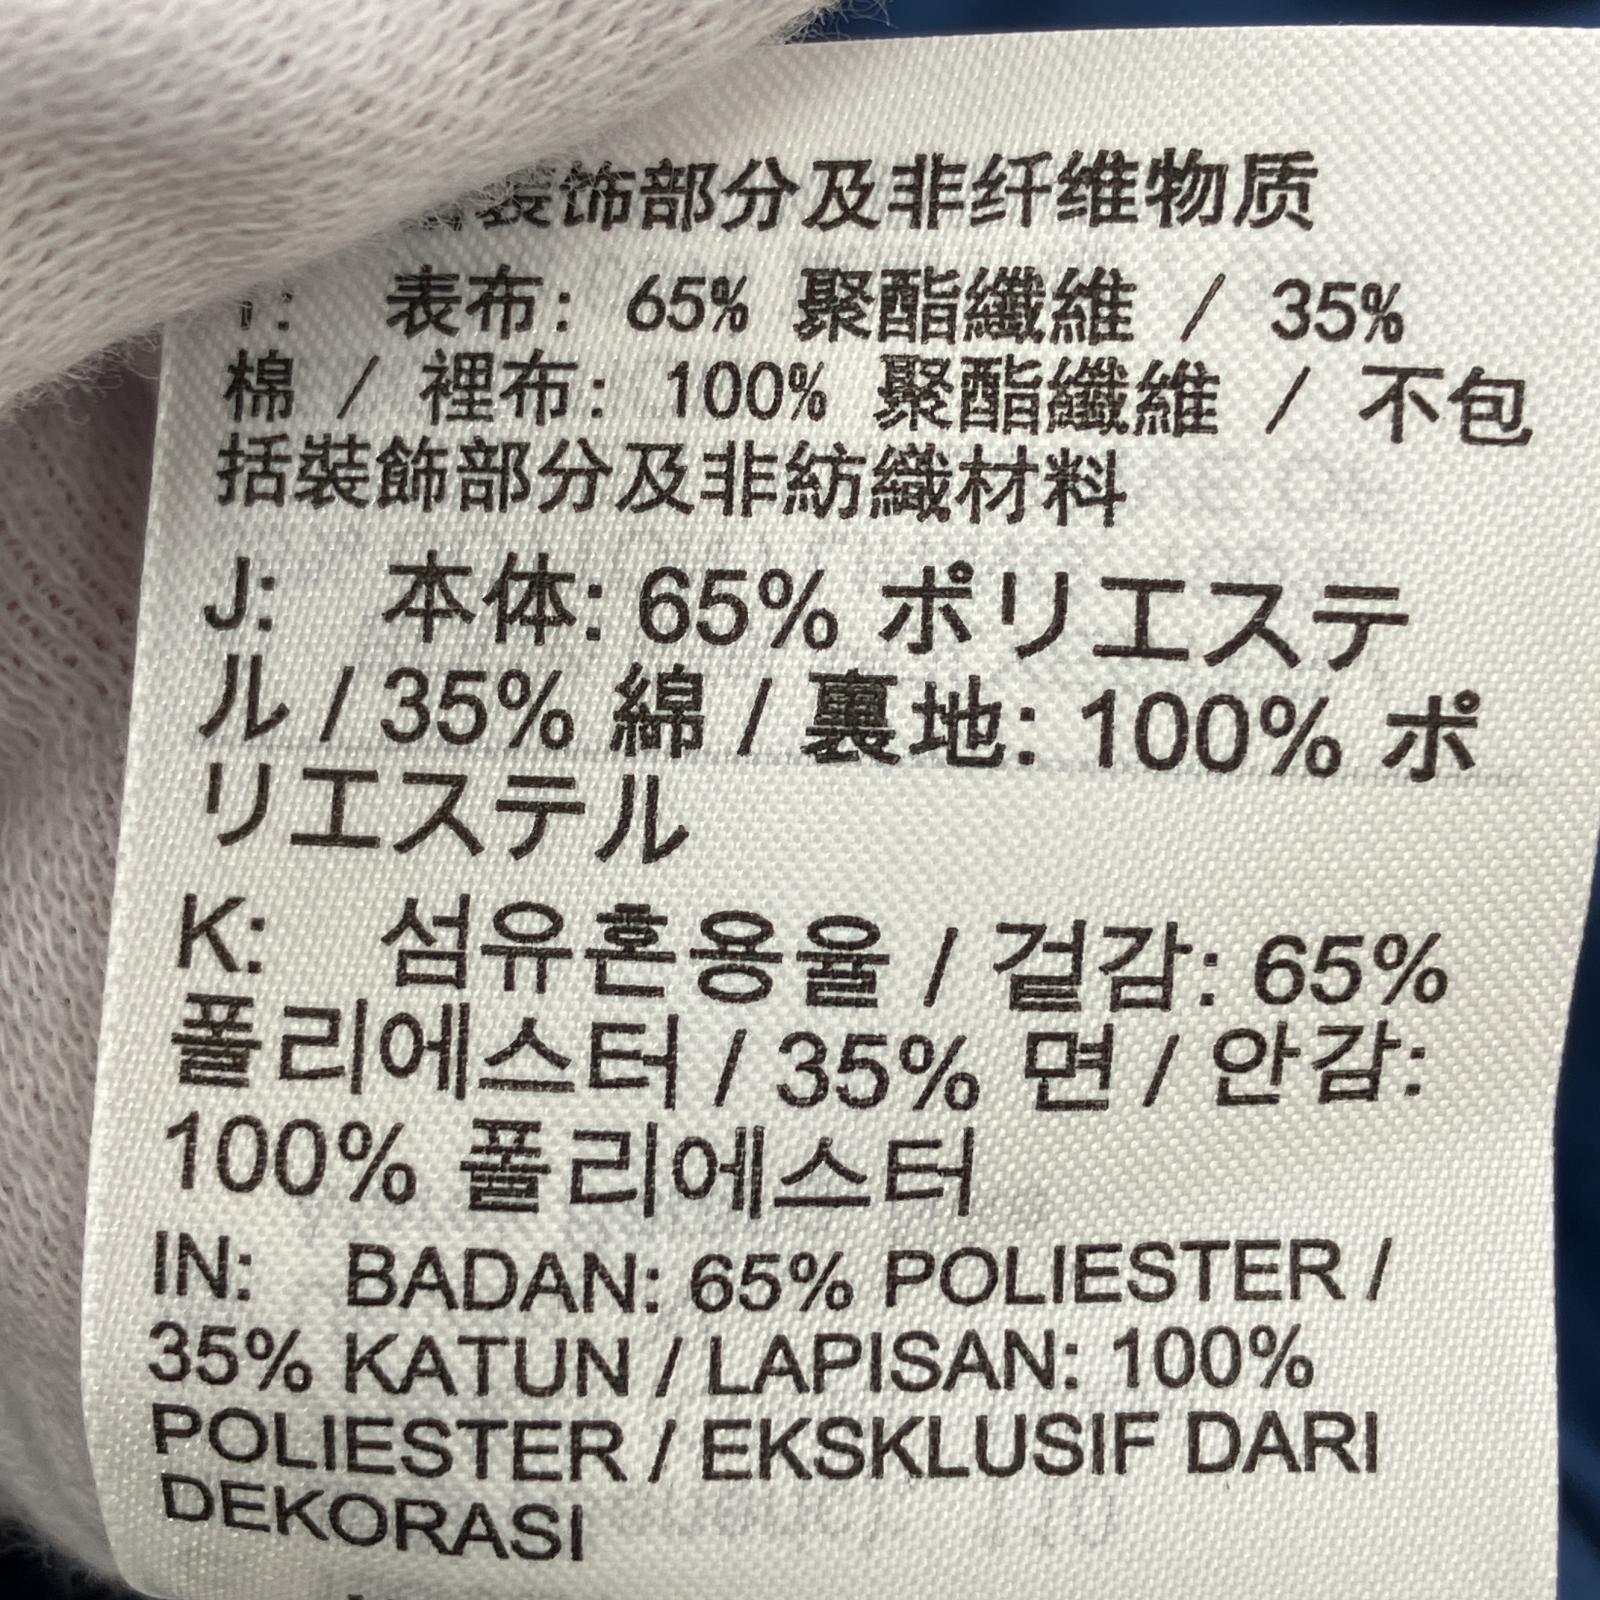 装饰部分及非纤维物质
表布: 65% 聚酯纖維 / 35%
棉 / 裡布: 100% 聚酯纖維 / 不包
括裝飾部分及非紡織材料
J: 本体: 65% ポリエステ
ル / 35% 綿 / 裏地: 100% ポ
リエステル
K: 섬유혼용율 / 겉감: 65%
폴리에스터 / 35% 면 / 안감:
100% 폴리에스터
IN: BADAN: 65% POLIESTER /
35% KATUN / LAPISAN: 100%
POLIESTER / EKSKLUSIF DARI
DEKORASI